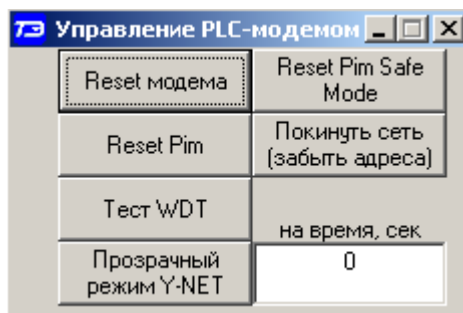 ТЭ Управление PLC-модемом
Reset модема
Reset Pim Safe
Mode
Reset Pim
Покинуть сеть
(забыть адреса)
Тест WDT
на время, сек
Прозрачный
режим Y-NET
0